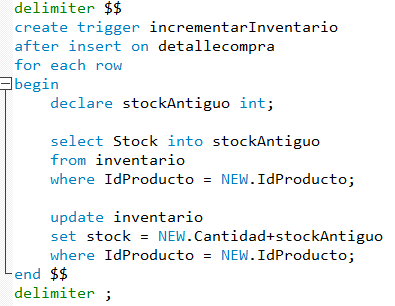 delimiter $$
create trigger incrementarInventario
after insert on detallecompra
for each row
begin
declare stockAntiguo int;
select Stock into stockAntiguo
from inventario
where IdProducto = NEW.IdProducto;
update inventario
set stock = NEW.Cantidad+stockAntiguo
where IdProducto = NEW.IdProducto;
end $$
delimiter ;